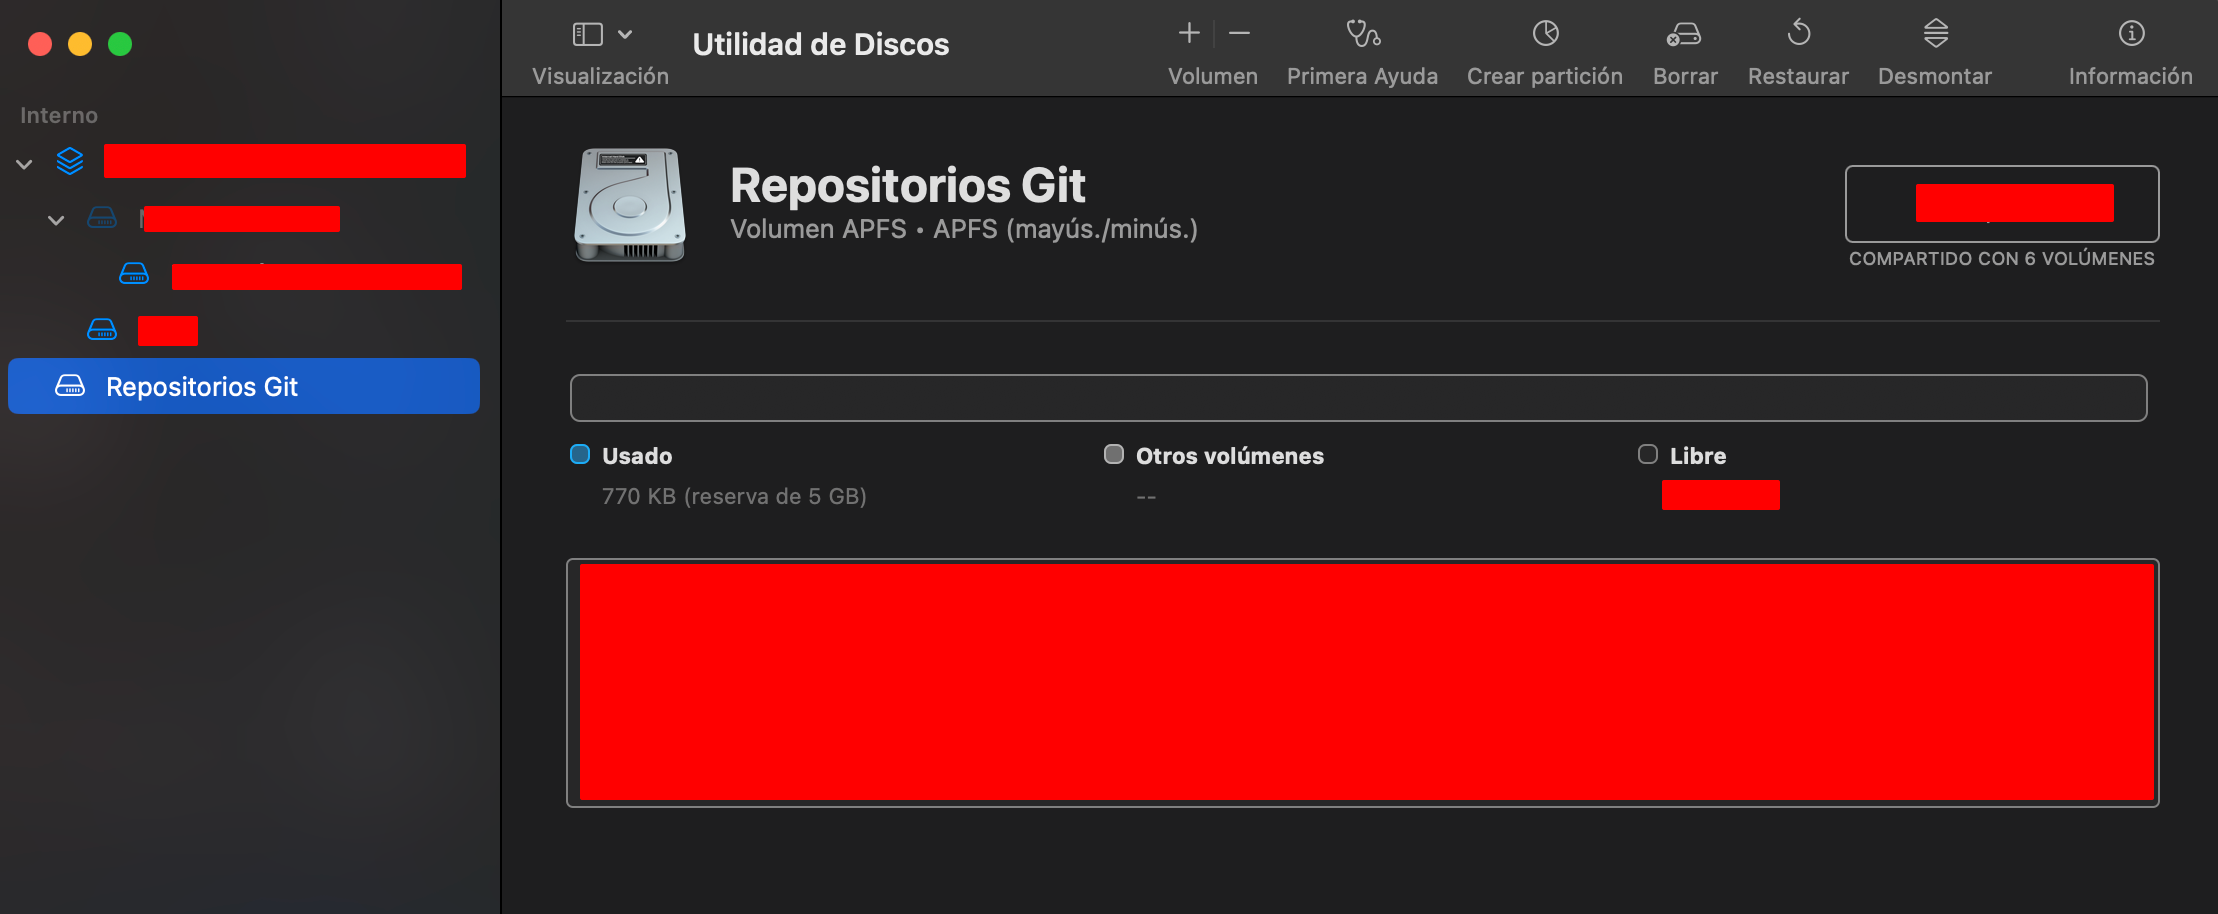 Visualización
Utilidad de Discos
Volumen
Primera Ayuda
Crear partición
Borrar
Restaurar
Desmontar
Información
Interno
Repositorios Git
Repositorios Git
Volumen APFS • APFS (mayús./minús.)
COMPARTIDO CON 6 VOLÚMENES
Usado
770 KB (reserva de 5 GB)
Otros volúmenes
--
Libre